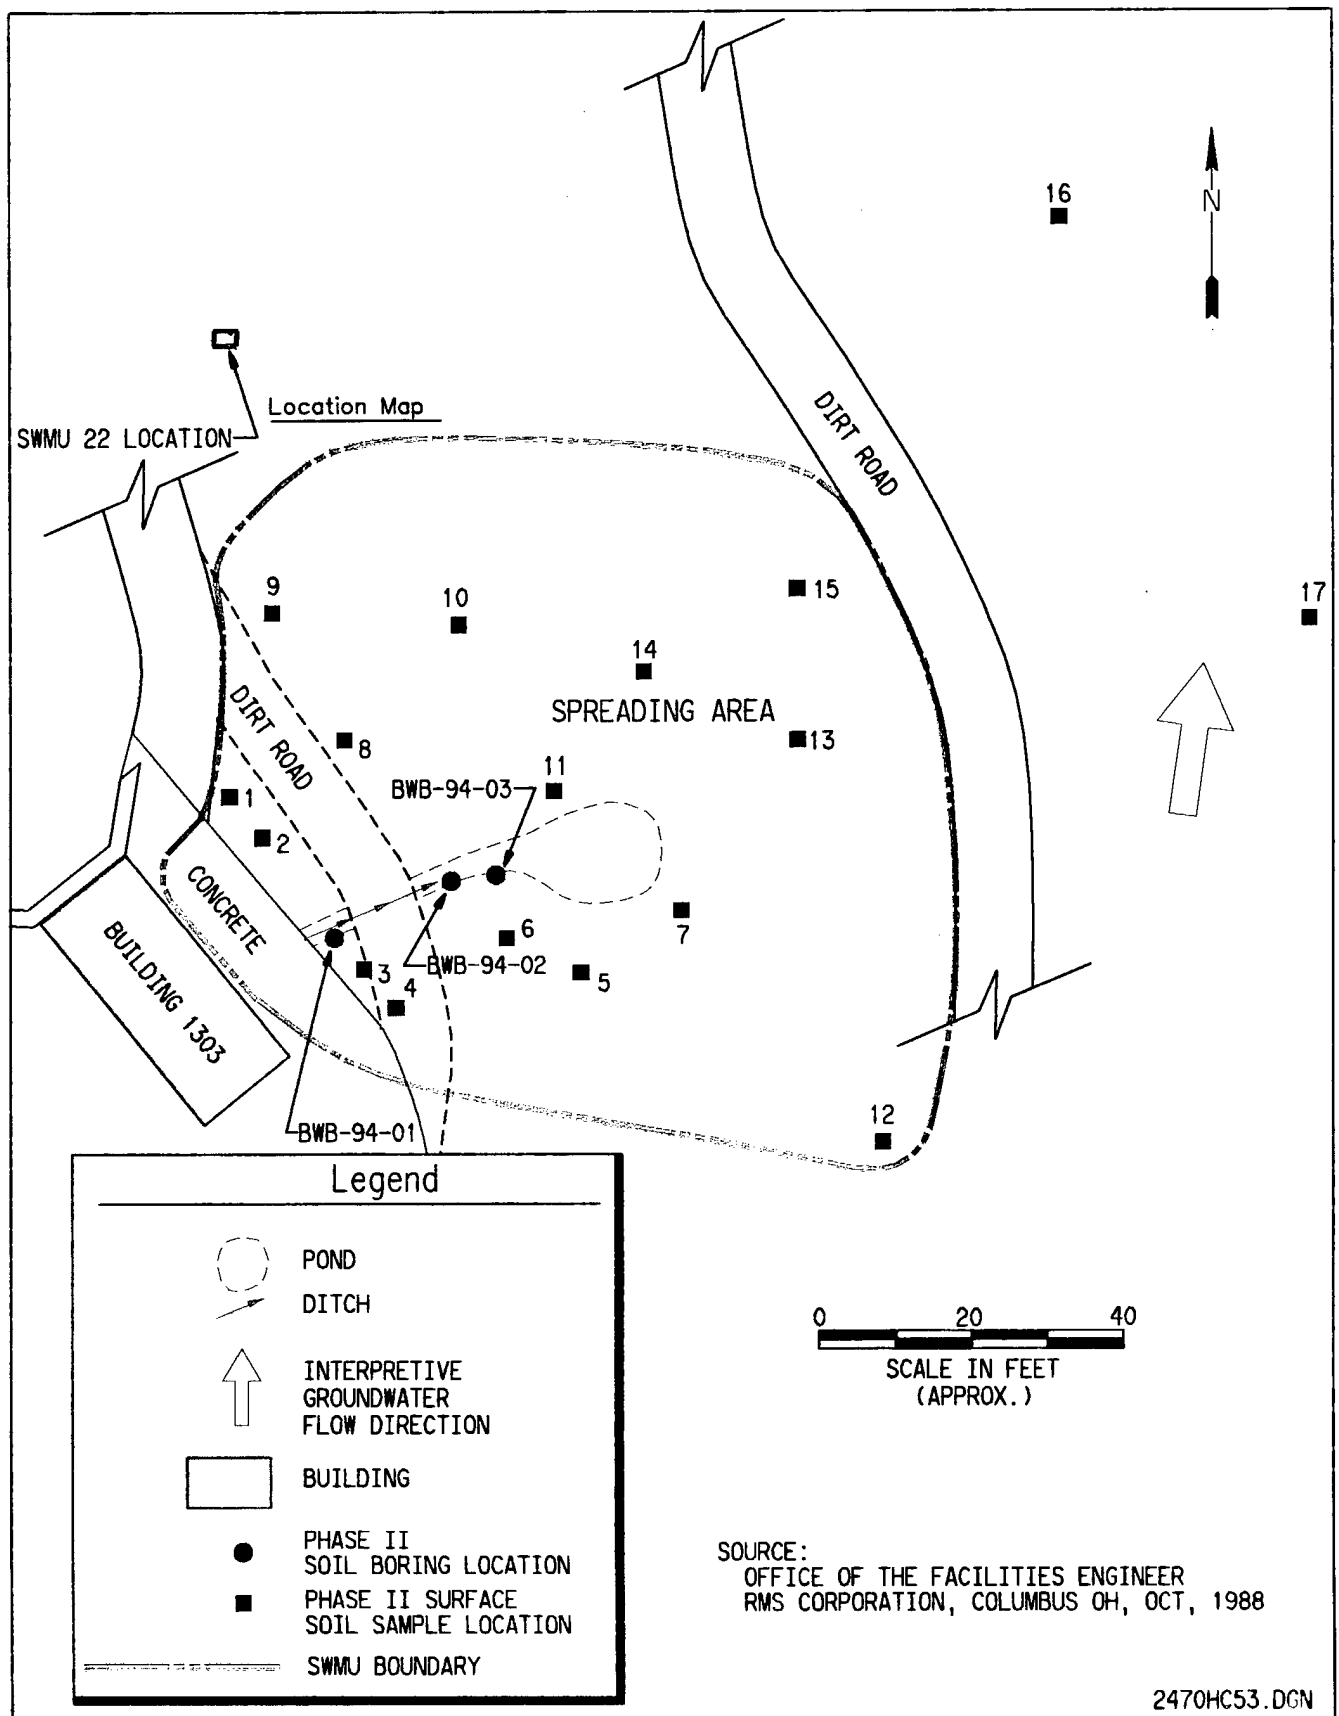 16
N
Location Map
SWMU 22 LOCATION
DIRT ROAD
9
10
15
17
14
SPREADING AREA
DIRT ROAD
8
13
11
BWB-94-03
1
2
CONCRETE
6
7
BWB-94-02
3
5
4
BUILDING 1303
12
BWB-94-01
Legend
POND
DITCH
INTERPRETIVE
GROUNDWATER
FLOW DIRECTION
BUILDING
PHASE II
SOIL BORING LOCATION
PHASE II SURFACE
SOIL SAMPLE LOCATION
SWMU BOUNDARY
0 20 40
SCALE IN FEET
(APPROX.)
SOURCE:
OFFICE OF THE FACILITIES ENGINEER
RMS CORPORATION, COLUMBUS OH, OCT, 1988
2470HC53.DGN